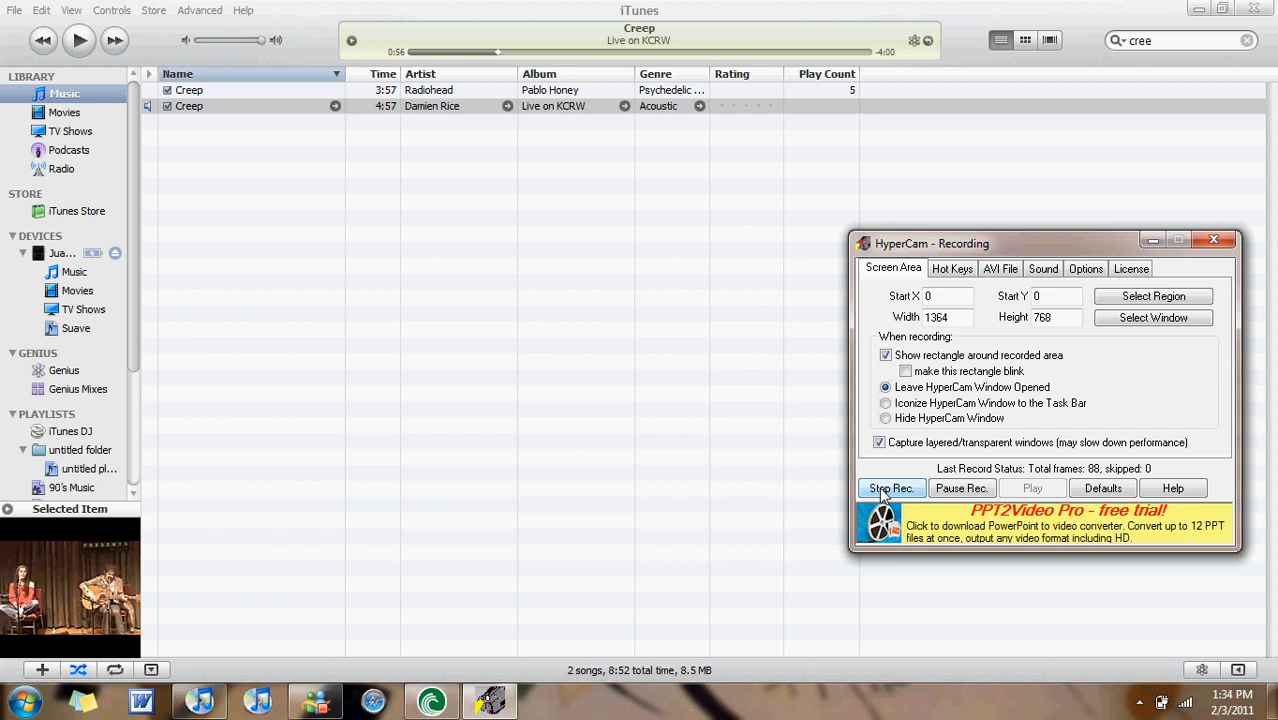 File Edit View Controls Store Advanced Help
iTunes
Creep
Live on KCRW
0:56 -4:00
cree
LIBRARY
Music
Movies
TV Shows
Podcasts
Radio
STORE
iTunes Store
DEVICES
Jua...
Music
Movies
TV Shows
Suave
GENIUS
Genius
Genius Mixes
PLAYLISTS
iTunes DJ
untitled folder
untitled pl...
90's Music
Selected Item
PRESENTS
Name Time Artist Album Genre Rating Play Count
Creep 3:57 Radiohead Pablo Honey Psychedelic ... 5
Creep 4:57 Damien Rice Live on KCRW Acoustic
HyperCam - Recording
Screen Area Hot Keys AVI File Sound Options License
Start X 0 Start Y 0 Select Region
Width 1364 Height 768 Select Window
When recording:
Show rectangle around recorded area
make this rectangle blink
Leave HyperCam Window Opened
Iconize HyperCam Window to the Task Bar
Hide HyperCam Window
Capture layered/transparent windows (may slow down performance)
Last Record Status: Total frames: 88, skipped: 0
Stop Rec. Pause Rec. Play Defaults Help
PPT2Video Pro - free trial!
Click to download PowerPoint to video converter. Convert up to 12 PPT
files at once, output any video format including HD.
2 songs, 8:52 total time, 8.5 MB
1:34 PM
2/3/2011